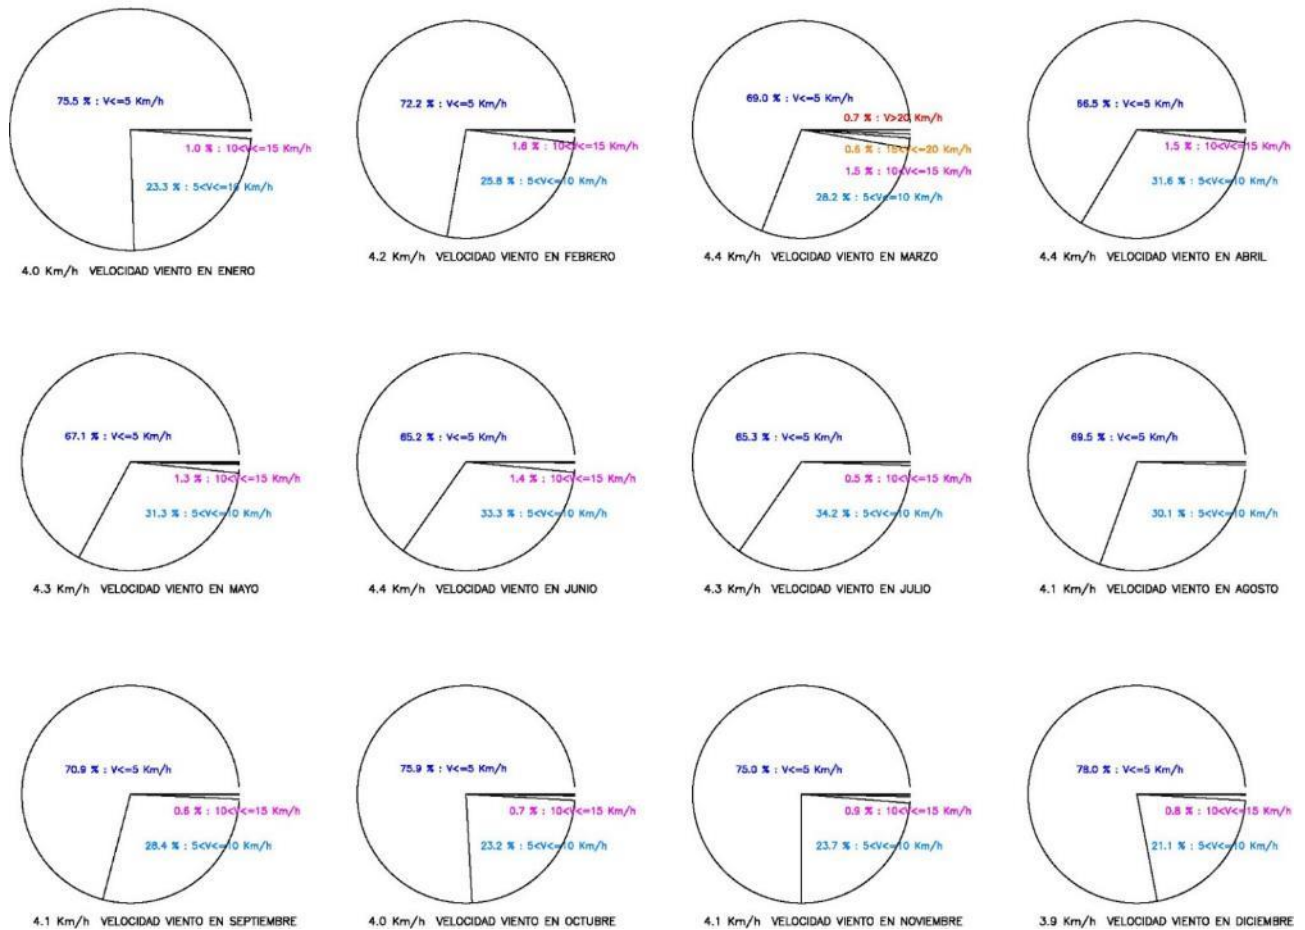 75.5 % : V<=5 Km/h
1.0 % : 10<V<=15 Km/h
23.3 % : 5<V<=10 Km/h
4.0 Km/h VELOCIDAD VIENTO EN ENERO
72.2 % : V<=5 Km/h
1.6 % : 10<V<=15 Km/h
25.8 % : 5<V<=10 Km/h
4.2 Km/h VELOCIDAD VIENTO EN FEBRERO
69.0 % : V<=5 Km/h
0.7 % : V>20 Km/h
0.6 % : 15<V<=20 Km/h
1.5 % : 10<V<=15 Km/h
28.2 % : 5<V<=10 Km/h
4.4 Km/h VELOCIDAD VIENTO EN MARZO
66.5 % : V<=5 Km/h
1.5 % : 10<V<=15 Km/h
31.6 % : 5<V<=10 Km/h
4.4 Km/h VELOCIDAD VIENTO EN ABRIL
67.1 % : V<=5 Km/h
1.3 % : 10<V<=15 Km/h
31.3 % : 5<V<=10 Km/h
4.3 Km/h VELOCIDAD VIENTO EN MAYO
65.2 % : V<=5 Km/h
1.4 % : 10<V<=15 Km/h
33.3 % : 5<V<=10 Km/h
4.4 Km/h VELOCIDAD VIENTO EN JUNIO
65.3 % : V<=5 Km/h
0.5 % : 10<V<=15 Km/h
34.2 % : 5<V<=10 Km/h
4.3 Km/h VELOCIDAD VIENTO EN JULIO
69.5 % : V<=5 Km/h
30.1 % : 5<V<=10 Km/h
4.1 Km/h VELOCIDAD VIENTO EN AGOSTO
70.9 % : V<=5 Km/h
0.6 % : 10<V<=15 Km/h
28.4 % : 5<V<=10 Km/h
4.1 Km/h VELOCIDAD VIENTO EN SEPTIEMBRE
75.9 % : V<=5 Km/h
0.7 % : 10<V<=15 Km/h
23.2 % : 5<V<=10 Km/h
4.0 Km/h VELOCIDAD VIENTO EN OCTUBRE
75.0 % : V<=5 Km/h
0.9 % : 10<V<=15 Km/h
23.7 % : 5<V<=10 Km/h
4.1 Km/h VELOCIDAD VIENTO EN NOVIEMBRE
78.0 % : V<=5 Km/h
0.8 % : 10<V<=15 Km/h
21.1 % : 5<V<=10 Km/h
3.9 Km/h VELOCIDAD VIENTO EN DICIEMBRE